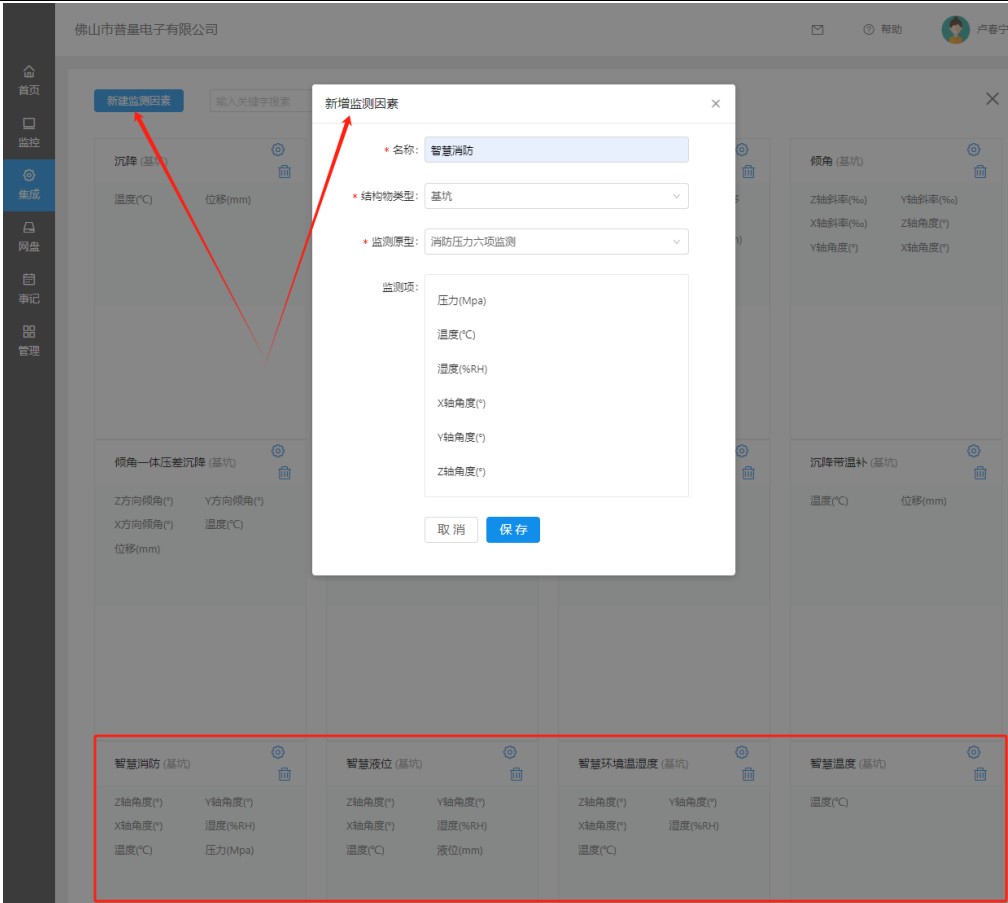 佛山市普量电子有限公司
帮助
卢春宁
首页
监控
集成
网盘
事记
管理
新建监测因素
输入关键字搜索
新增监测因素
* 名称: 智慧消防
* 结构物类型: 基坑
* 监测原型: 消防压力六项监测
监测项:
压力(Mpa)
温度(℃)
湿度(%RH)
X轴角度(°)
Y轴角度(°)
Z轴角度(°)
取消 保存
沉降 (基坑)
温度(℃) 位移(mm)
倾角 (基坑)
Z轴斜率(‰) Y轴斜率(‰)
X轴斜率(‰) Z轴角度(°)
Y轴角度(°) X轴角度(°)
倾角一体压差沉降 (基坑)
Z方向倾角(°) Y方向倾角(°)
X方向倾角(°) 温度(℃)
位移(mm)
沉降带温补 (基坑)
温度(℃) 位移(mm)
智慧消防 (基坑)
Z轴角度(°) Y轴角度(°)
X轴角度(°) 湿度(%RH)
温度(℃) 压力(Mpa)
智慧液位 (基坑)
Z轴角度(°) Y轴角度(°)
X轴角度(°) 湿度(%RH)
温度(℃) 液位(mm)
智慧环境温湿度 (基坑)
Z轴角度(°) Y轴角度(°)
X轴角度(°) 湿度(%RH)
温度(℃)
智慧温度 (基坑)
温度(℃)